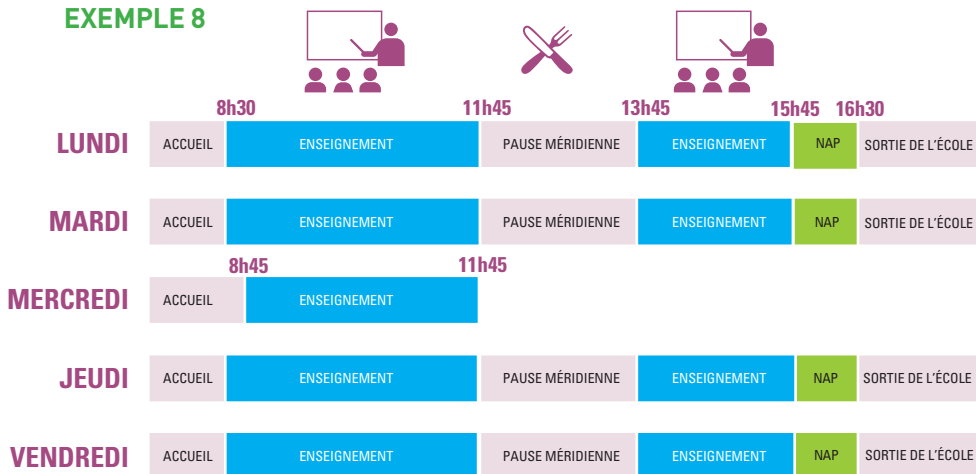 EXEMPLE 8
8h30 11h45 13h45 15h45 16h30
LUNDI ACCUEIL ENSEIGNEMENT PAUSE MÉRIDIENNE ENSEIGNEMENT NAP SORTIE DE L'ÉCOLE
MARDI ACCUEIL ENSEIGNEMENT PAUSE MÉRIDIENNE ENSEIGNEMENT NAP SORTIE DE L'ÉCOLE
8h45 11h45
MERCREDI ACCUEIL ENSEIGNEMENT
JEUDI ACCUEIL ENSEIGNEMENT PAUSE MÉRIDIENNE ENSEIGNEMENT NAP SORTIE DE L'ÉCOLE
VENDREDI ACCUEIL ENSEIGNEMENT PAUSE MÉRIDIENNE ENSEIGNEMENT NAP SORTIE DE L'ÉCOLE